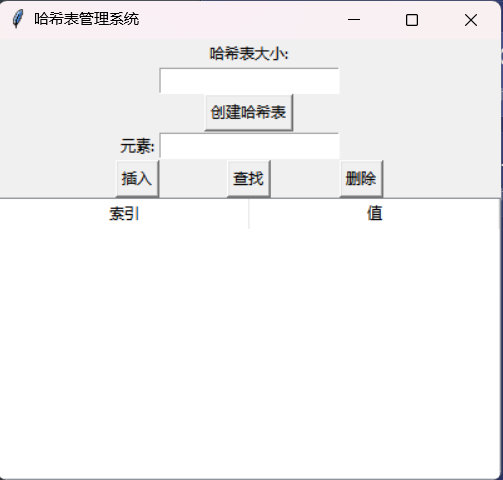 哈希表管理系统
哈希表大小:
创建哈希表
元素:
插入 查找 删除
索引 值